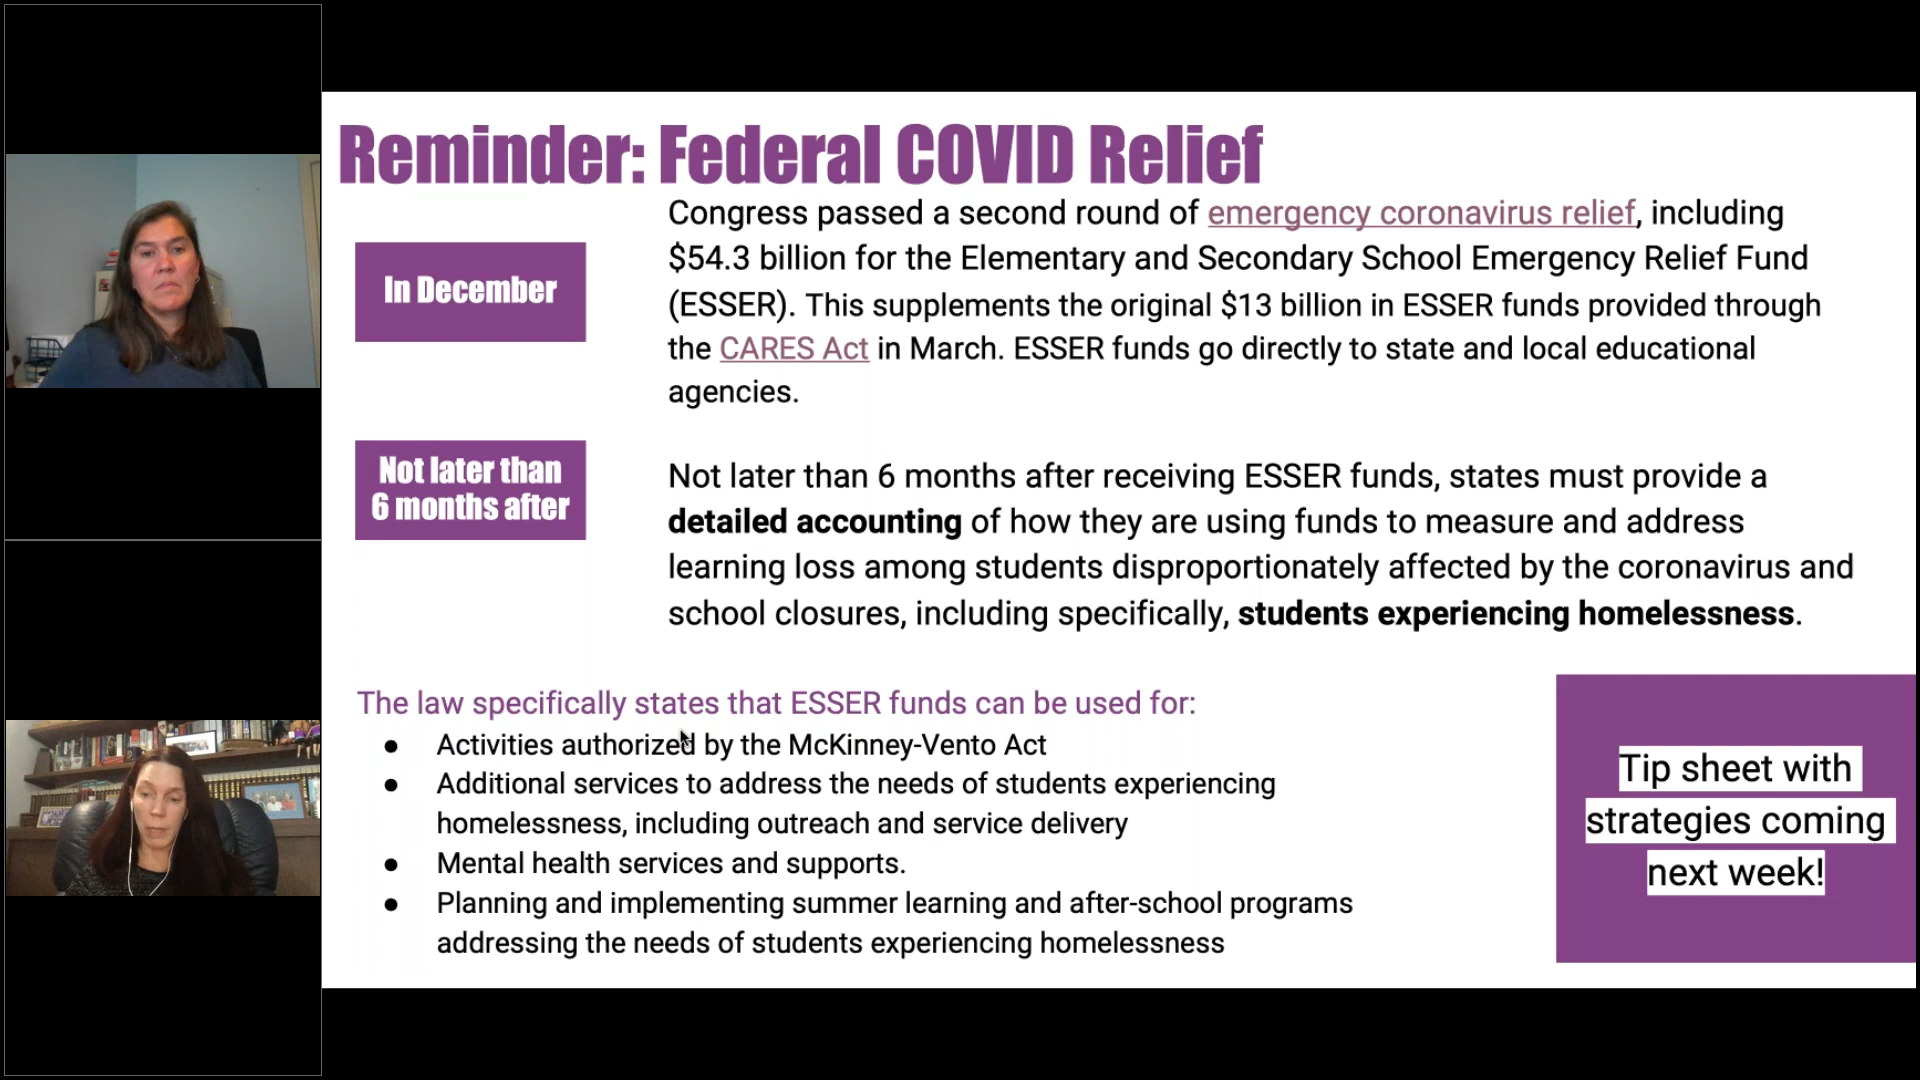 Reminder: Federal COVID Relief
In December
Congress passed a second round of emergency coronavirus relief, including
$54.3 billion for the Elementary and Secondary School Emergency Relief Fund
(ESSER). This supplements the original $13 billion in ESSER funds provided through
the CARES Act in March. ESSER funds go directly to state and local educational
agencies.
Not later than
6 months after
Not later than 6 months after receiving ESSER funds, states must provide a
detailed accounting of how they are using funds to measure and address
learning loss among students disproportionately affected by the coronavirus and
school closures, including specifically, students experiencing homelessness.
The law specifically states that ESSER funds can be used for:
● Activities authorized by the McKinney-Vento Act
● Additional services to address the needs of students experiencing
homelessness, including outreach and service delivery
● Mental health services and supports.
● Planning and implementing summer learning and after-school programs
addressing the needs of students experiencing homelessness
Tip sheet with
strategies coming
next week!